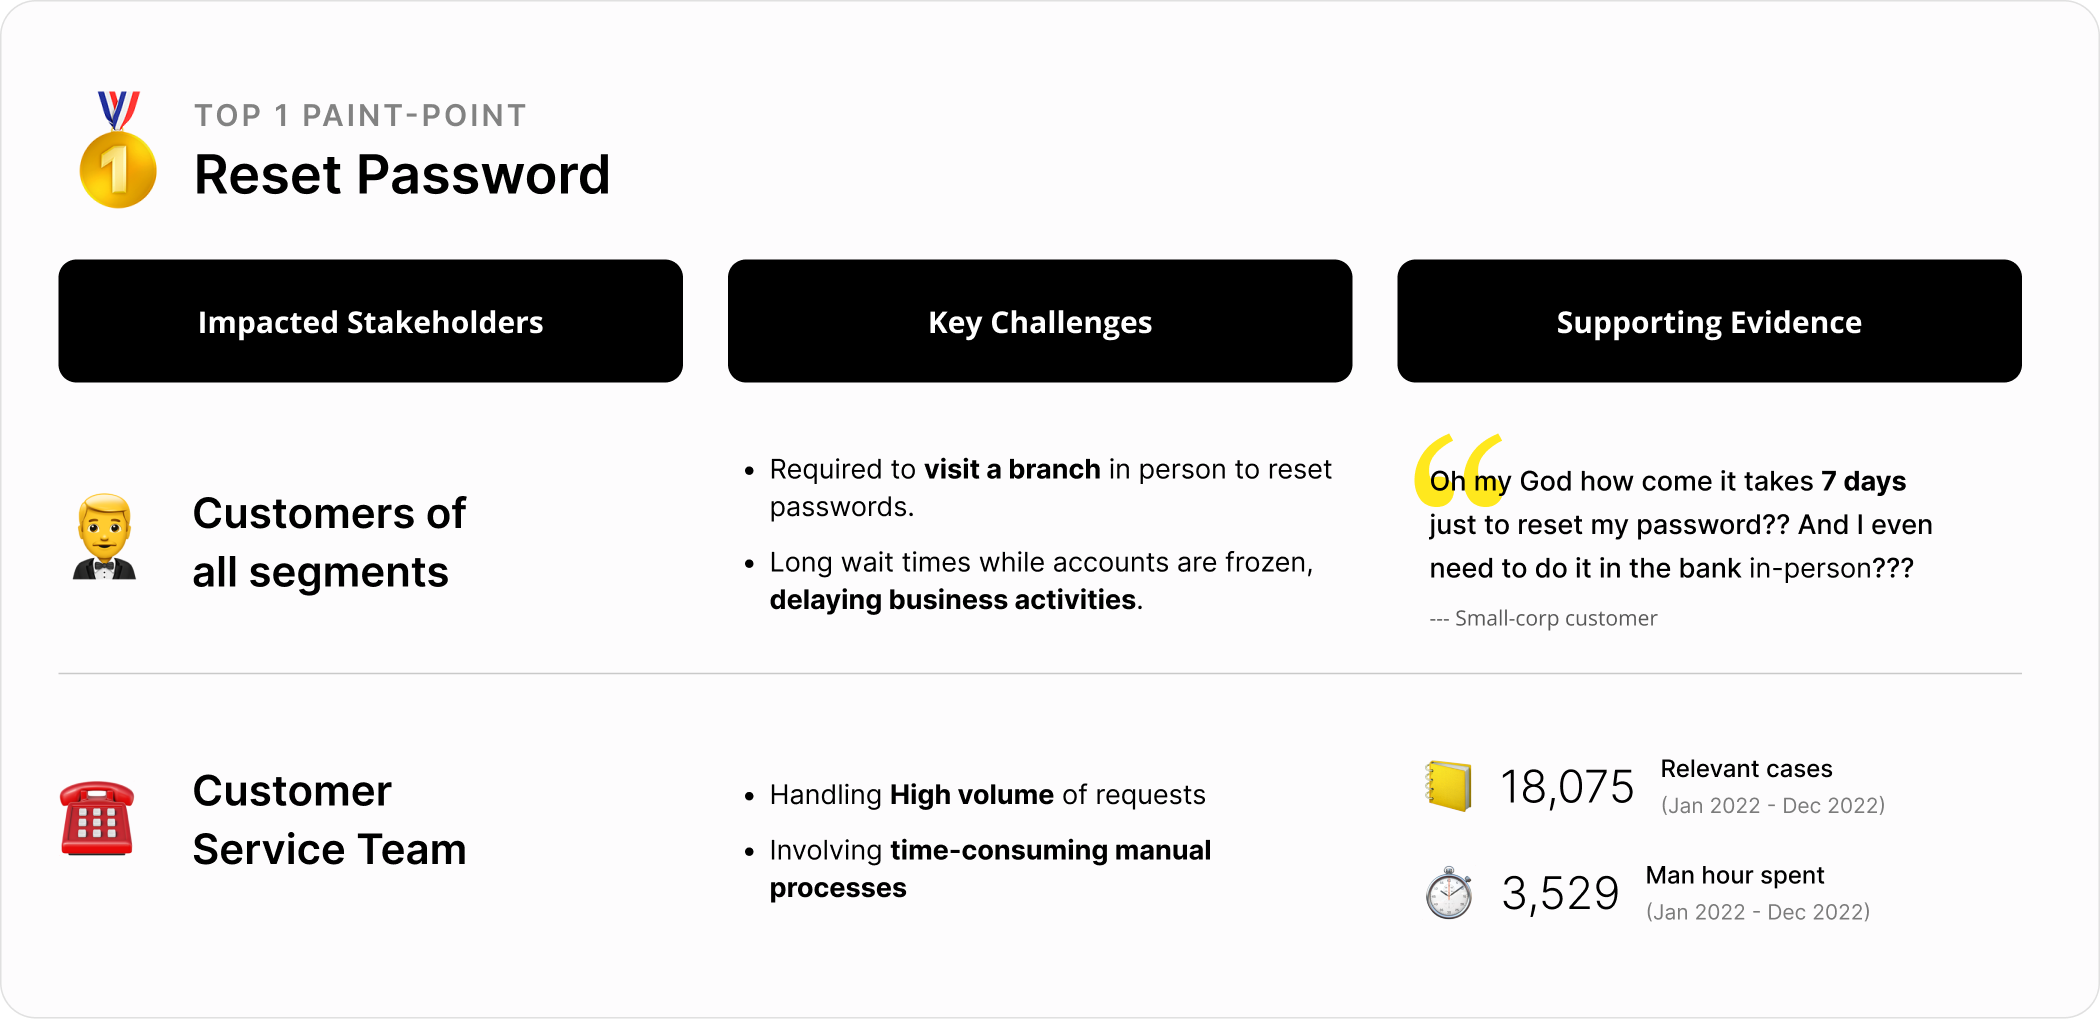 TOP 1 PAINT-POINT
Reset Password
Impacted Stakeholders
Key Challenges
Supporting Evidence
Customers of
all segments
• Required to visit a branch in person to reset
passwords.
• Long wait times while accounts are frozen,
delaying business activities.
Oh my God how come it takes 7 days
just to reset my password?? And I even
need to do it in the bank in-person???
--- Small-corp customer
Customer
Service Team
• Handling High volume of requests
• Involving time-consuming manual
processes
18,075
Relevant cases
(Jan 2022 - Dec 2022)
3,529
Man hour spent
(Jan 2022 - Dec 2022)